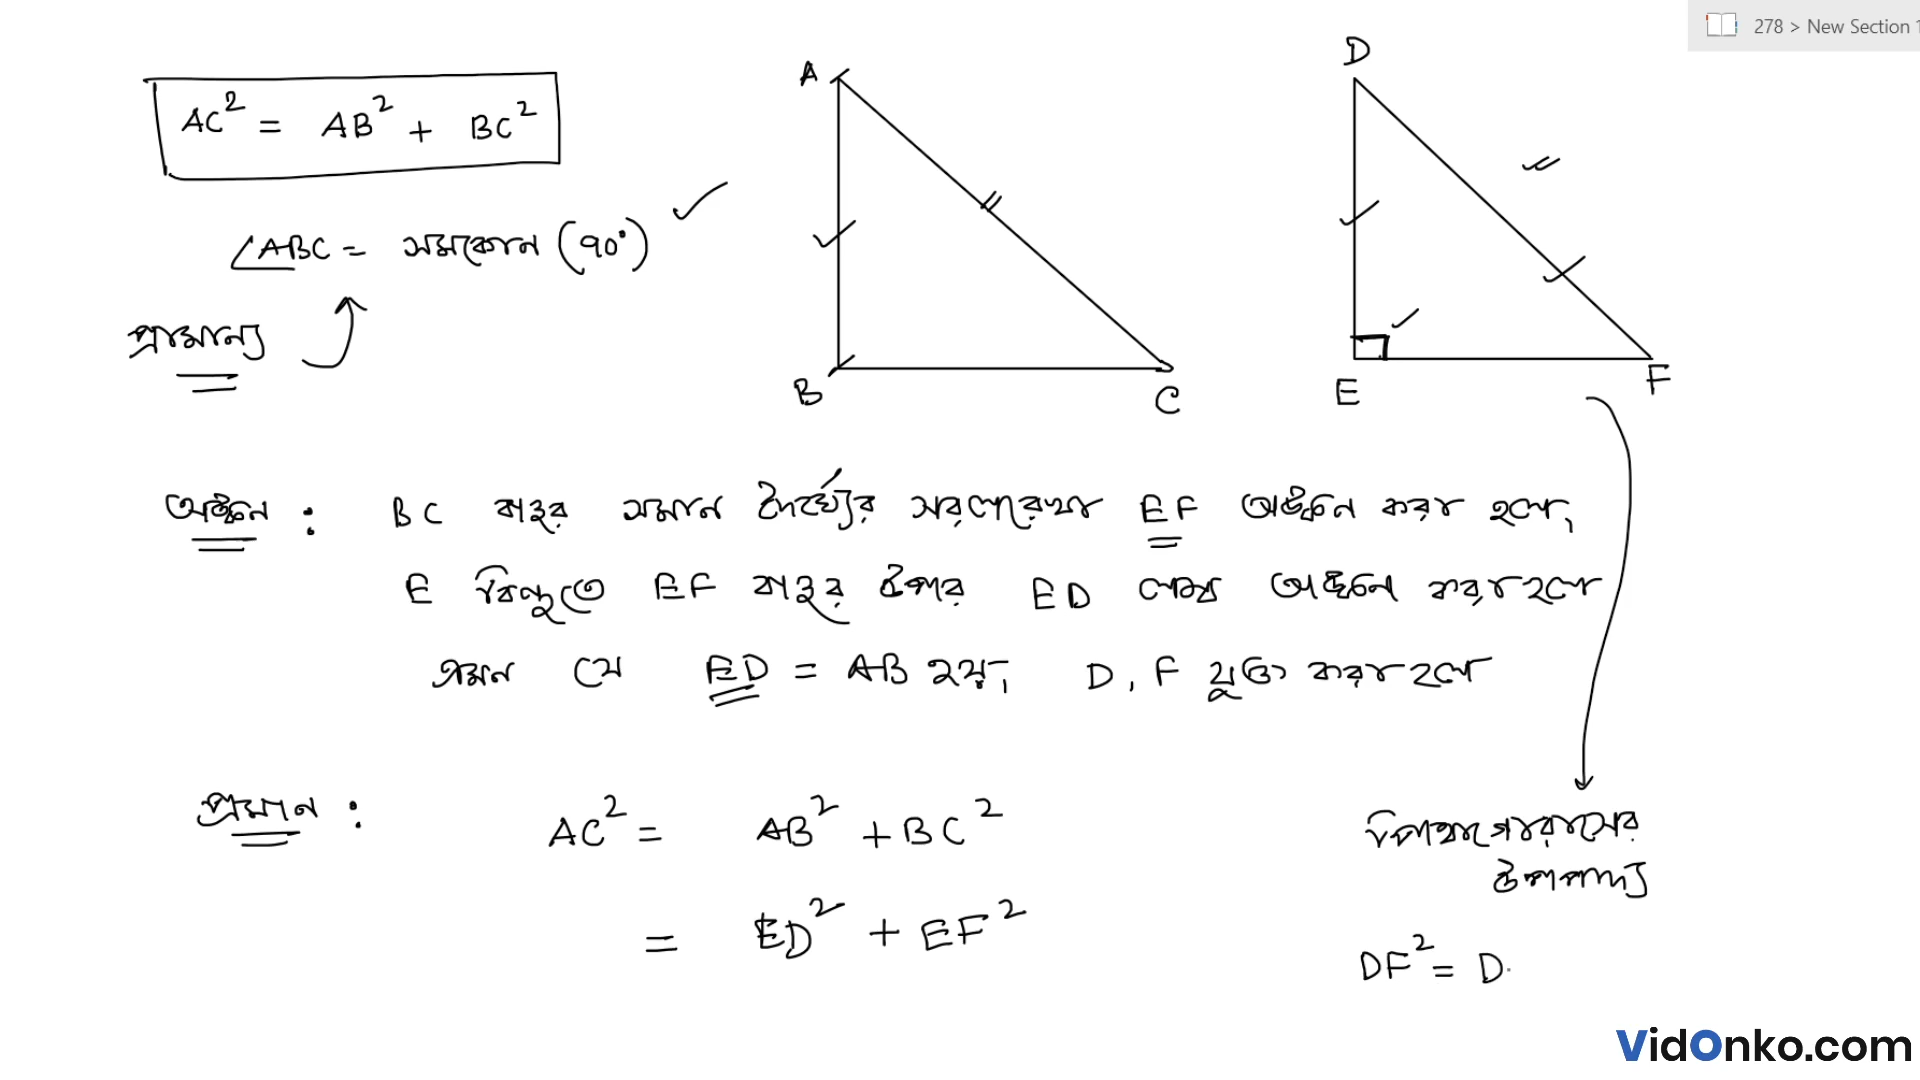 278 > New Section 1
AC² = AB² + BC²
∠ABC = সমকোন (90°)
প্রামান্য
A
B
C
D
E
F
অঙ্কন : BC বাহুর সমান দৈর্ঘ্যের সরলরেখা EF অঙ্কন করা হলো,
E বিন্দুতে EF বাহুর উপর ED লম্ব অঙ্কন করা হলো
এমন যে ED = AB হয়, D, F যুক্ত করা হলো
প্রমান : AC² = AB² + BC²
= ED² + EF²
পিথাগোরাসের
উপপাদ্য
DF² = D
VidOnko.com